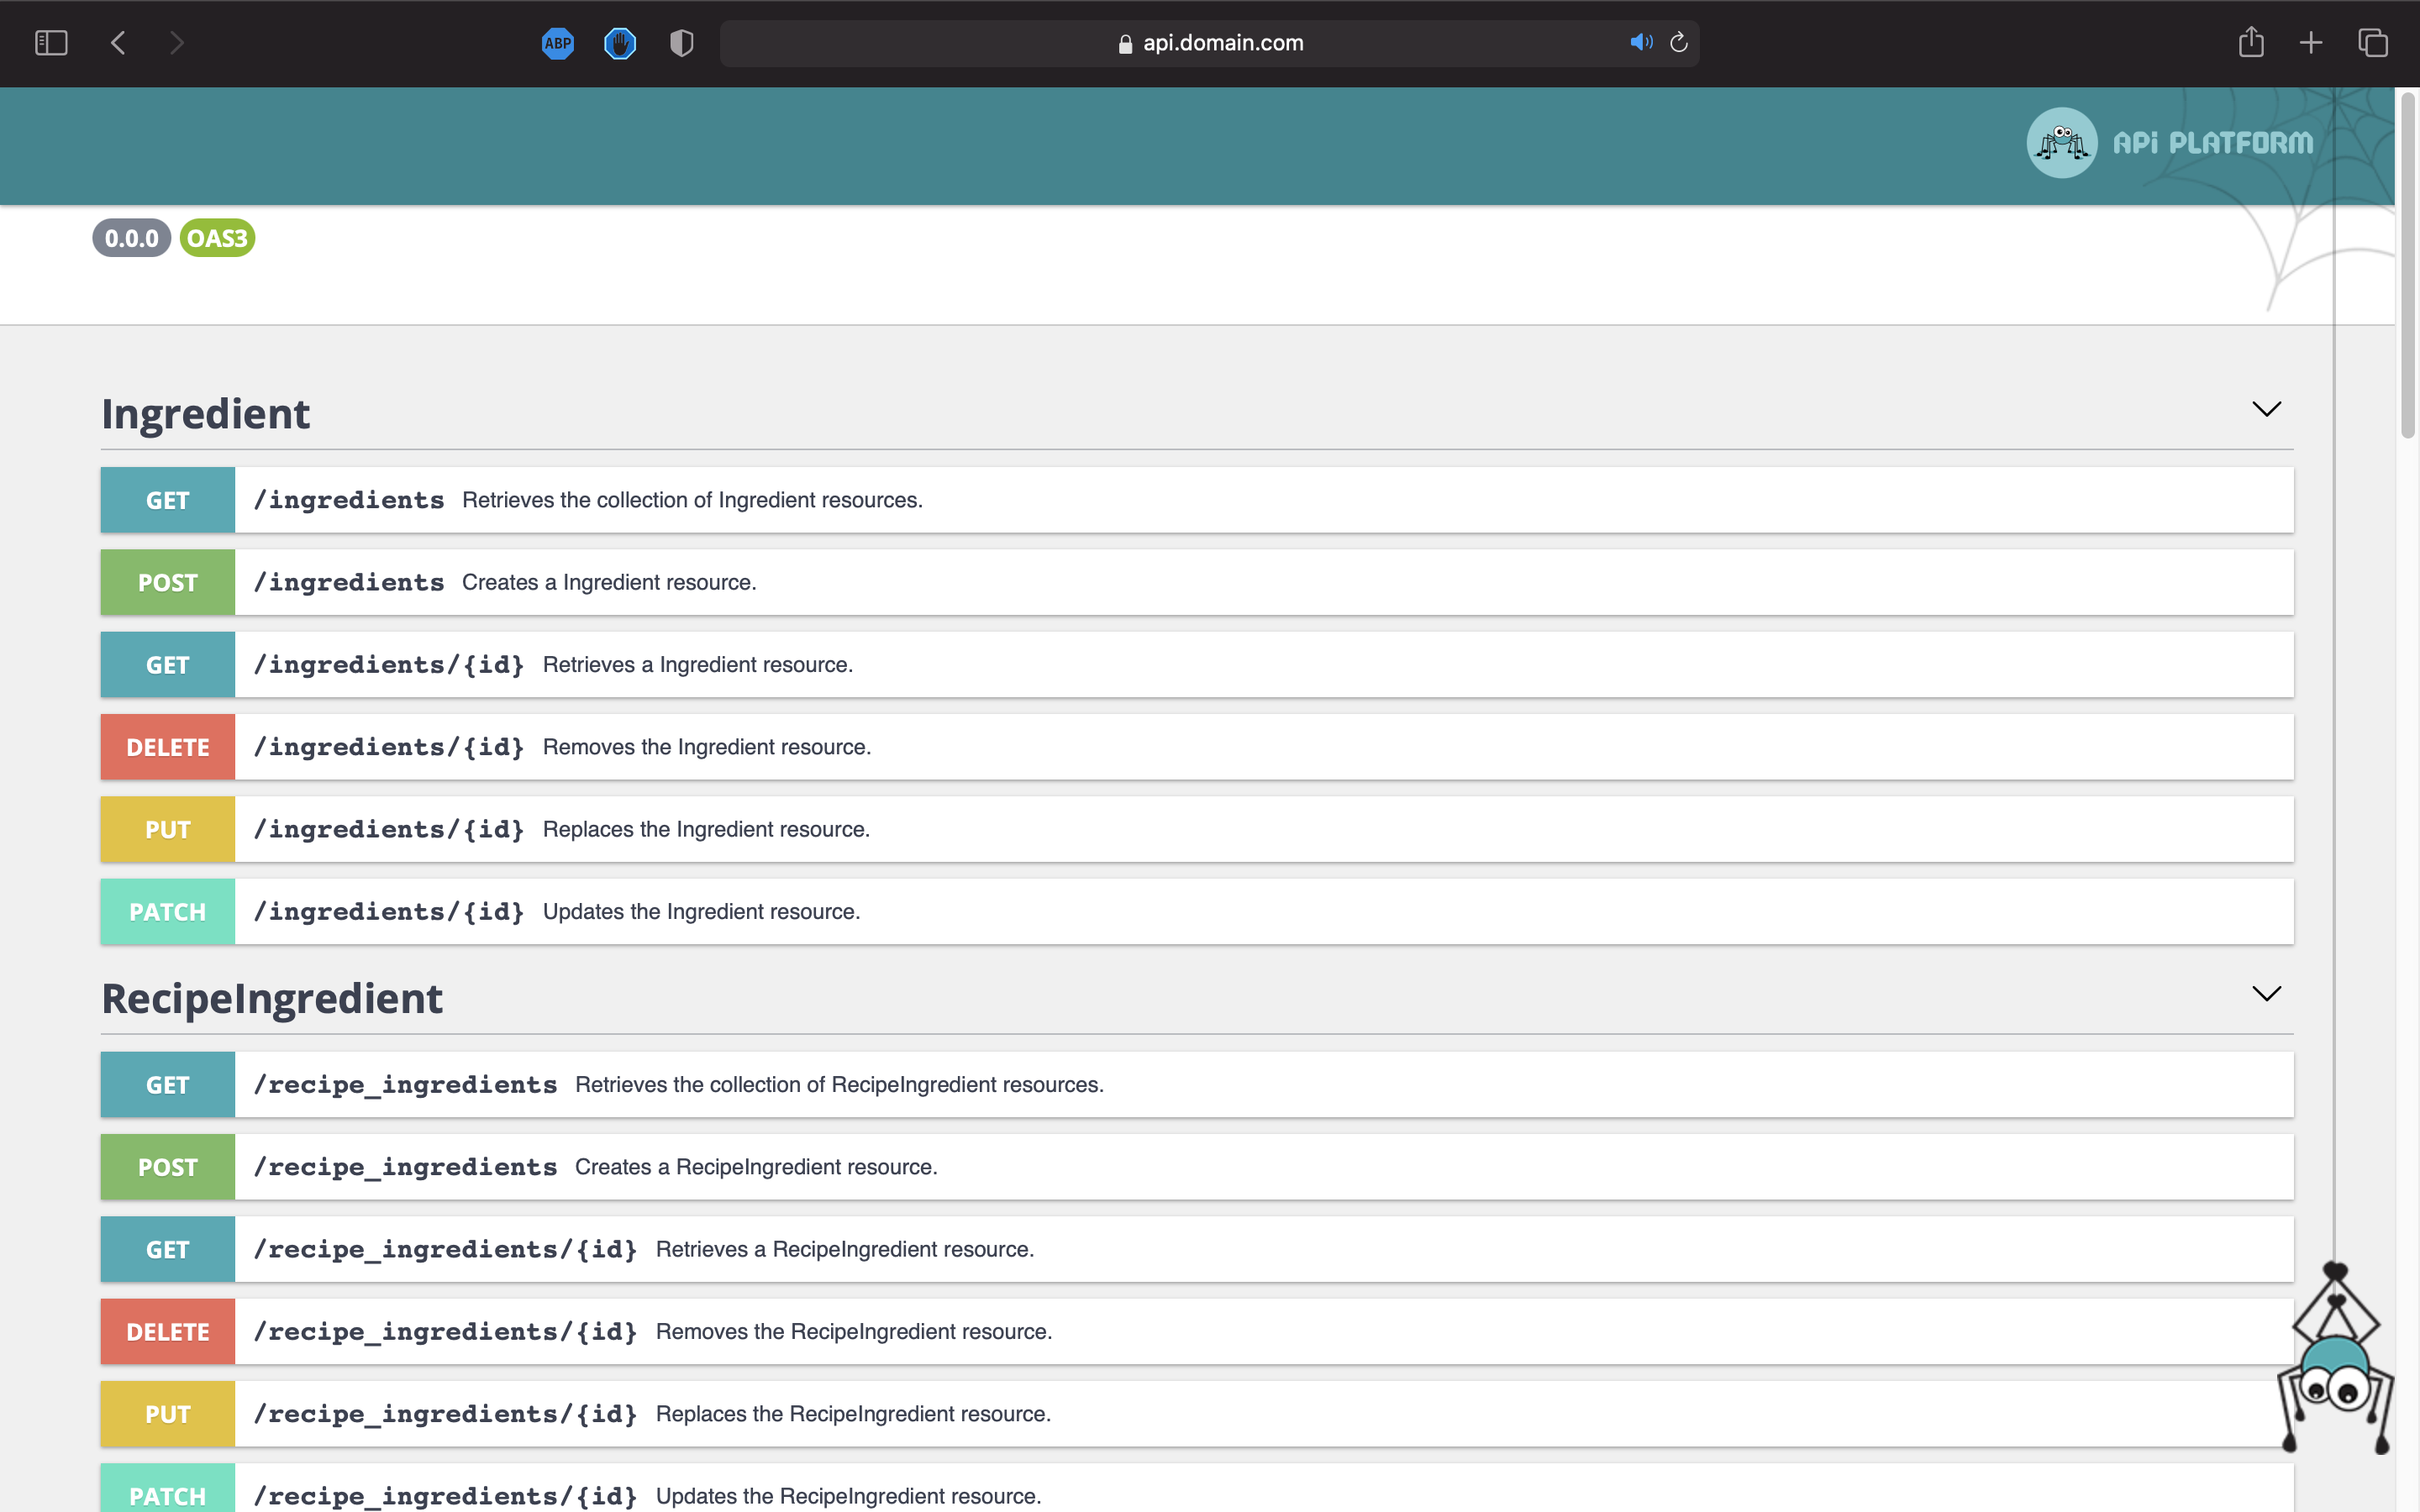 ABP
api.domain.com
APi PLATFORM
0.0.0 OAS3
Ingredient
GET /ingredients Retrieves the collection of Ingredient resources.
POST /ingredients Creates a Ingredient resource.
GET /ingredients/{id} Retrieves a Ingredient resource.
DELETE /ingredients/{id} Removes the Ingredient resource.
PUT /ingredients/{id} Replaces the Ingredient resource.
PATCH /ingredients/{id} Updates the Ingredient resource.
RecipeIngredient
GET /recipe_ingredients Retrieves the collection of RecipeIngredient resources.
POST /recipe_ingredients Creates a RecipeIngredient resource.
GET /recipe_ingredients/{id} Retrieves a RecipeIngredient resource.
DELETE /recipe_ingredients/{id} Removes the RecipeIngredient resource.
PUT /recipe_ingredients/{id} Replaces the RecipeIngredient resource.
PATCH /recipe_ingredients/{id} Updates the RecipeIngredient resource.